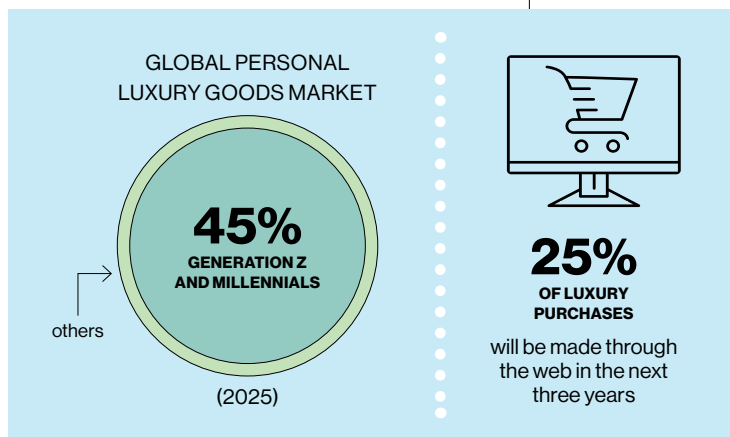 GLOBAL PERSONAL
LUXURY GOODS MARKET
45%
GENERATION Z
AND MILLENNIALS
others
(2025)
25%
OF LUXURY
PURCHASES
will be made through
the web in the next
three years